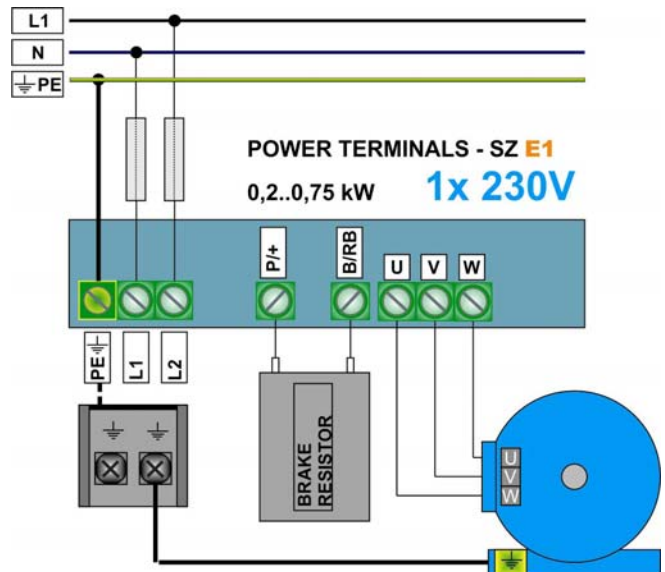 L1
N
⏚ PE
POWER TERMINALS - SZ E1
0,2..0,75 kW 1x 230V
P/+
B/RB
U
V
W
PE⏚
L1
L2
BRAKE
RESISTOR
U
V
W